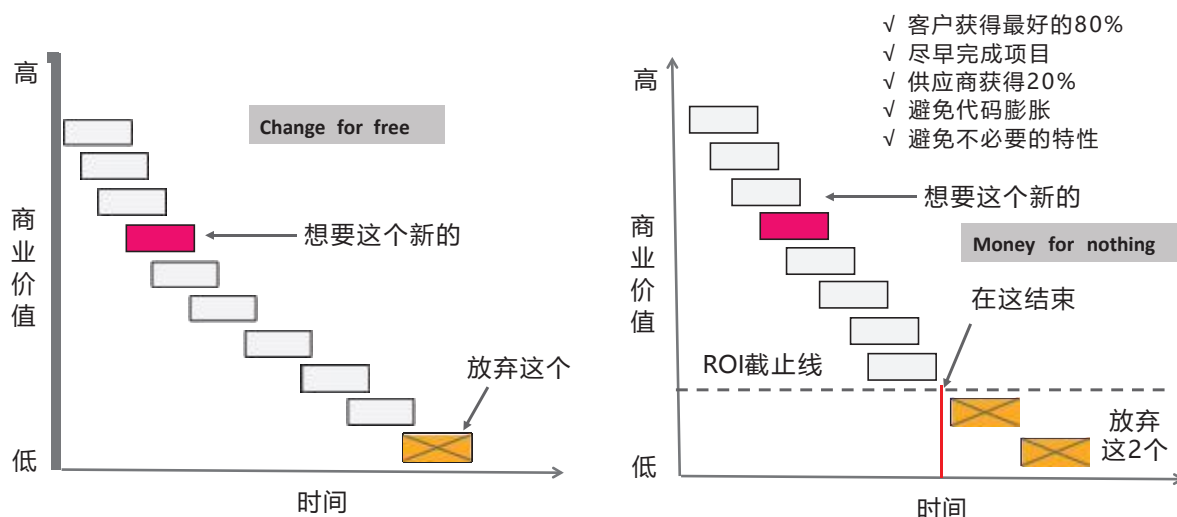 高
Change for free
想要这个新的
商业价值
放弃这个
低
时间
√ 客户获得最好的80%
√ 尽早完成项目
√ 供应商获得20%
√ 避免代码膨胀
√ 避免不必要的特性
高
想要这个新的
商业价值
Money for nothing
在这结束
ROI截止线
放弃
这2个
低
时间